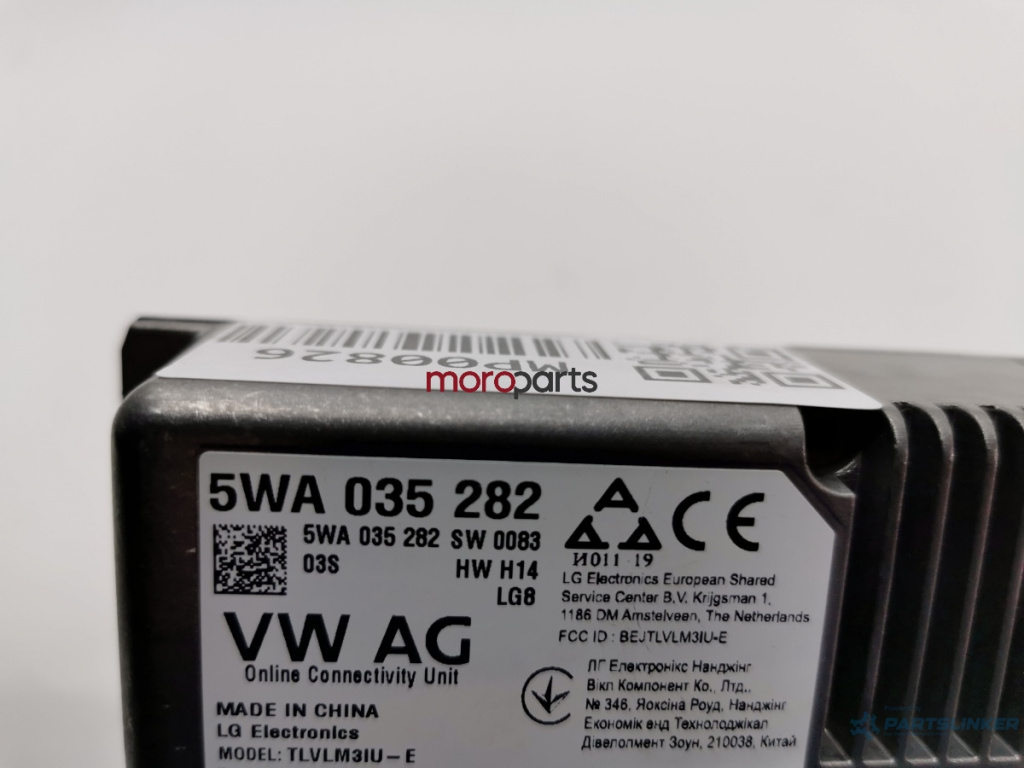 MP00826
moroparts
5WA 035 282
5WA 035 282 SW 0083
03S HW H14
LG8
VW AG
Online Connectivity Unit
MADE IN CHINA
LG Electronics
MODEL: TLVLM3IU-E
CE
И011 19
LG Electronics European Shared
Service Center B.V. Krijgsman 1,
1186 DM Amstelveen, The Netherlands
FCC ID : BEJTLVLM3IU-E
ЛГ Електронікс Нанджінг
Вікл Компонент Ко., Лтд.,
№ 346, Яоксіна Роуд, Нанджінг
Економік енд Технолоджікал
Дівелопмент Зоун, 210038, Китай
PARTSLINKER